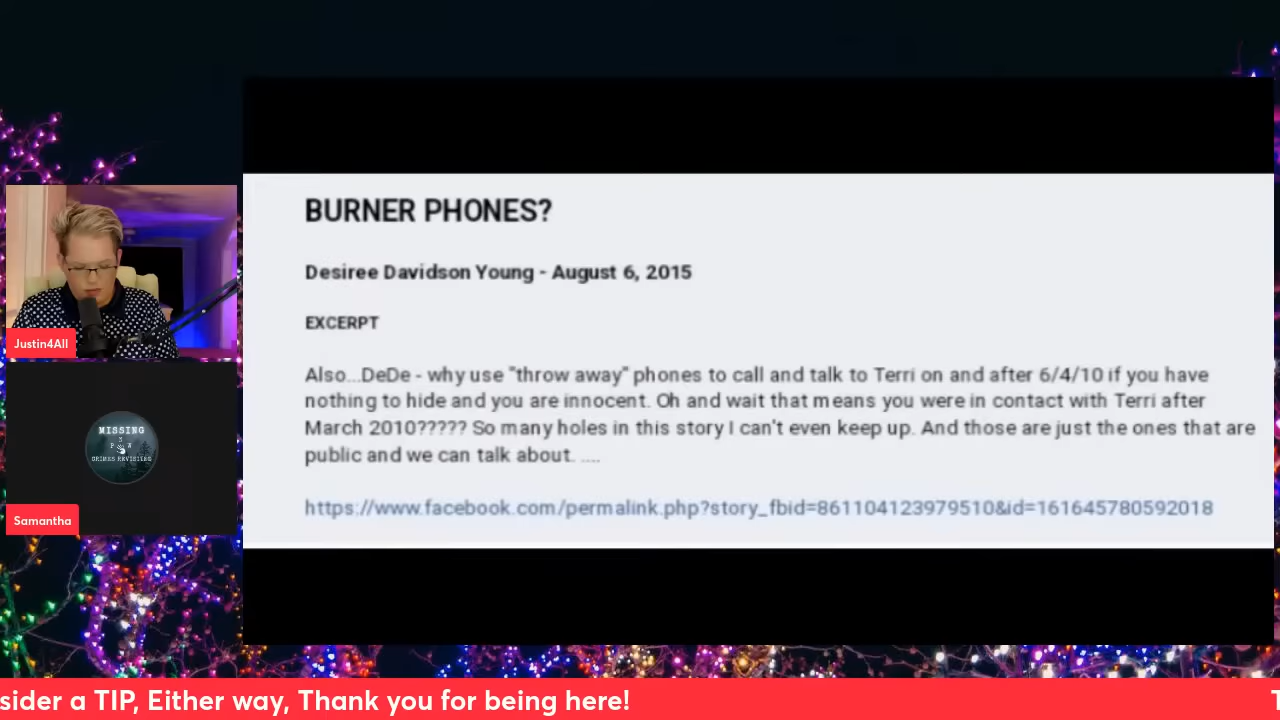 BURNER PHONES?
Desiree Davidson Young - August 6, 2015
EXCERPT
Also...DeDe - why use "throw away" phones to call and talk to Terri on and after 6/4/10 if you have
nothing to hide and you are innocent. Oh and wait that means you were in contact with Terri after
March 2010????? So many holes in this story I can't even keep up. And those are just the ones that are
public and we can talk about. ....
https://www.facebook.com/permalink.php?story_fbid=861104123979510&id=161645780592018
Justin4All
MISSING
CRIMES REVISITED
Samantha
sider a TIP, Either way, Thank you for being here!
T